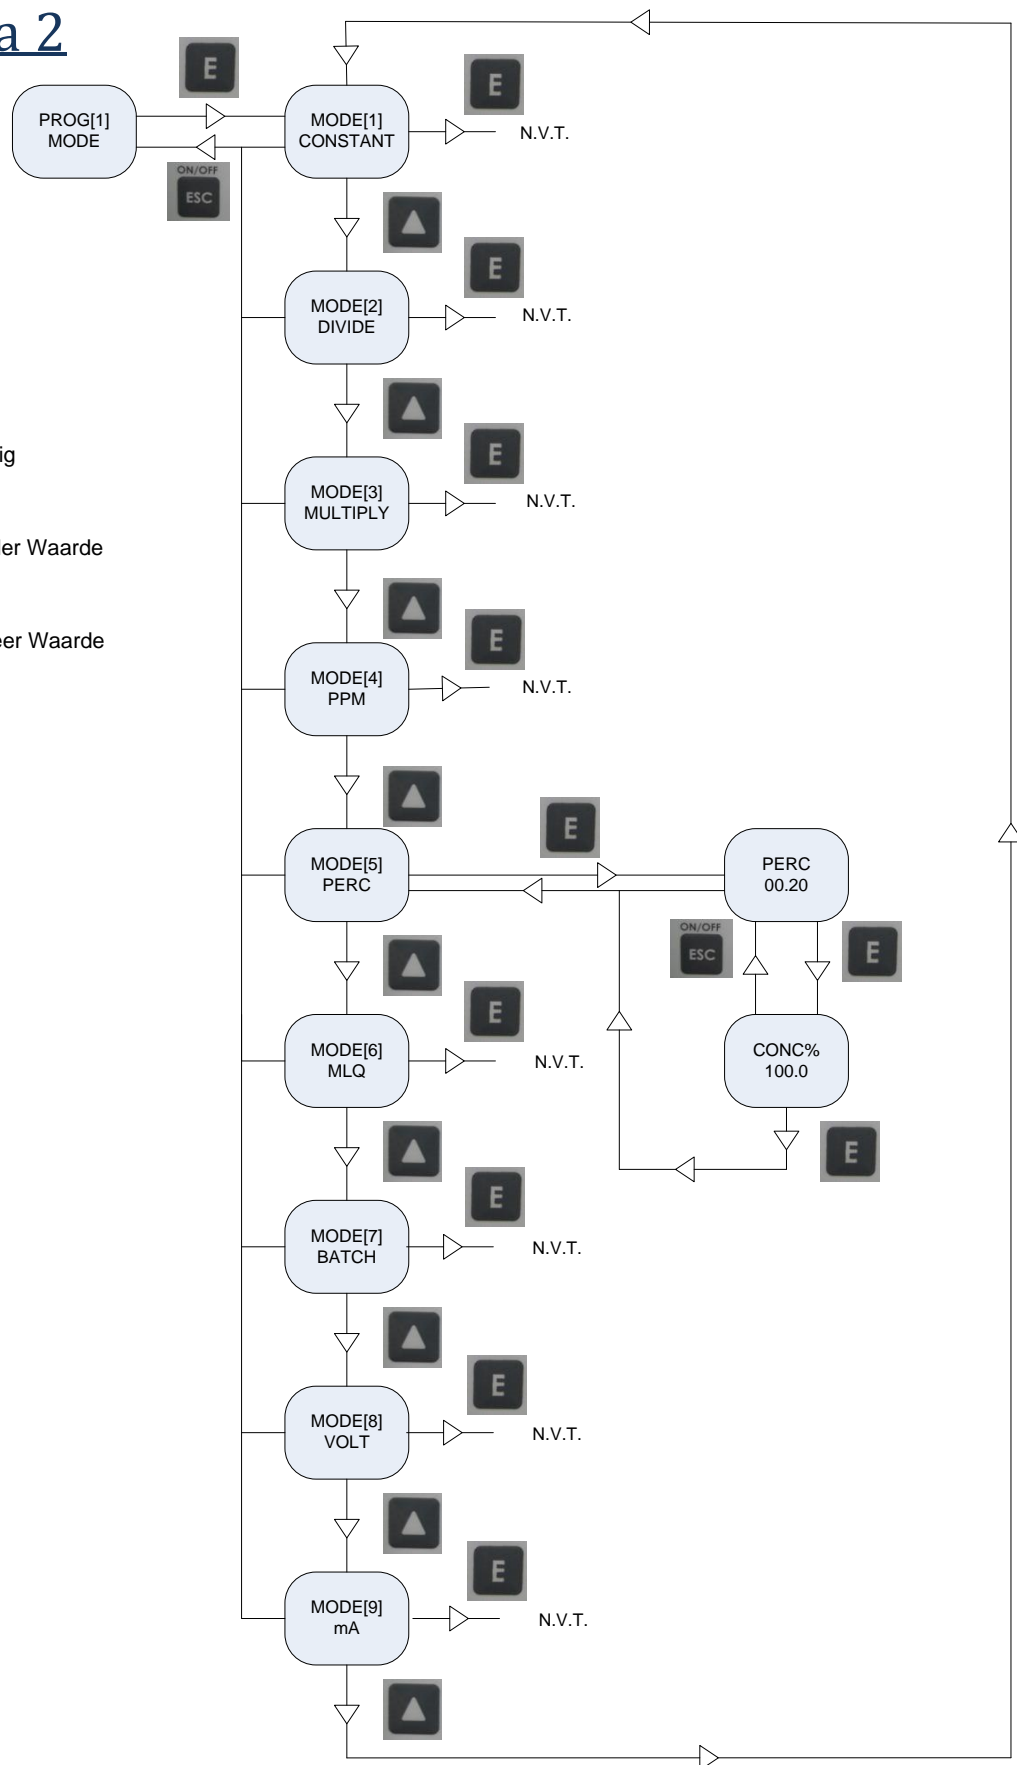 a 2
E
E
PROG[1]
MODE
MODE[1]
CONSTANT
N.V.T.
ON/OFF
ESC
E
MODE[2]
DIVIDE
N.V.T.
E
ig
MODE[3]
MULTIPLY
N.V.T.
ler Waarde
E
eer Waarde
MODE[4]
PPM
N.V.T.
E
MODE[5]
PERC
PERC
00.20
ON/OFF
ESC
E
E
MODE[6]
MLQ
N.V.T.
CONC%
100.0
E
E
MODE[7]
BATCH
N.V.T.
E
MODE[8]
VOLT
N.V.T.
E
MODE[9]
mA
N.V.T.